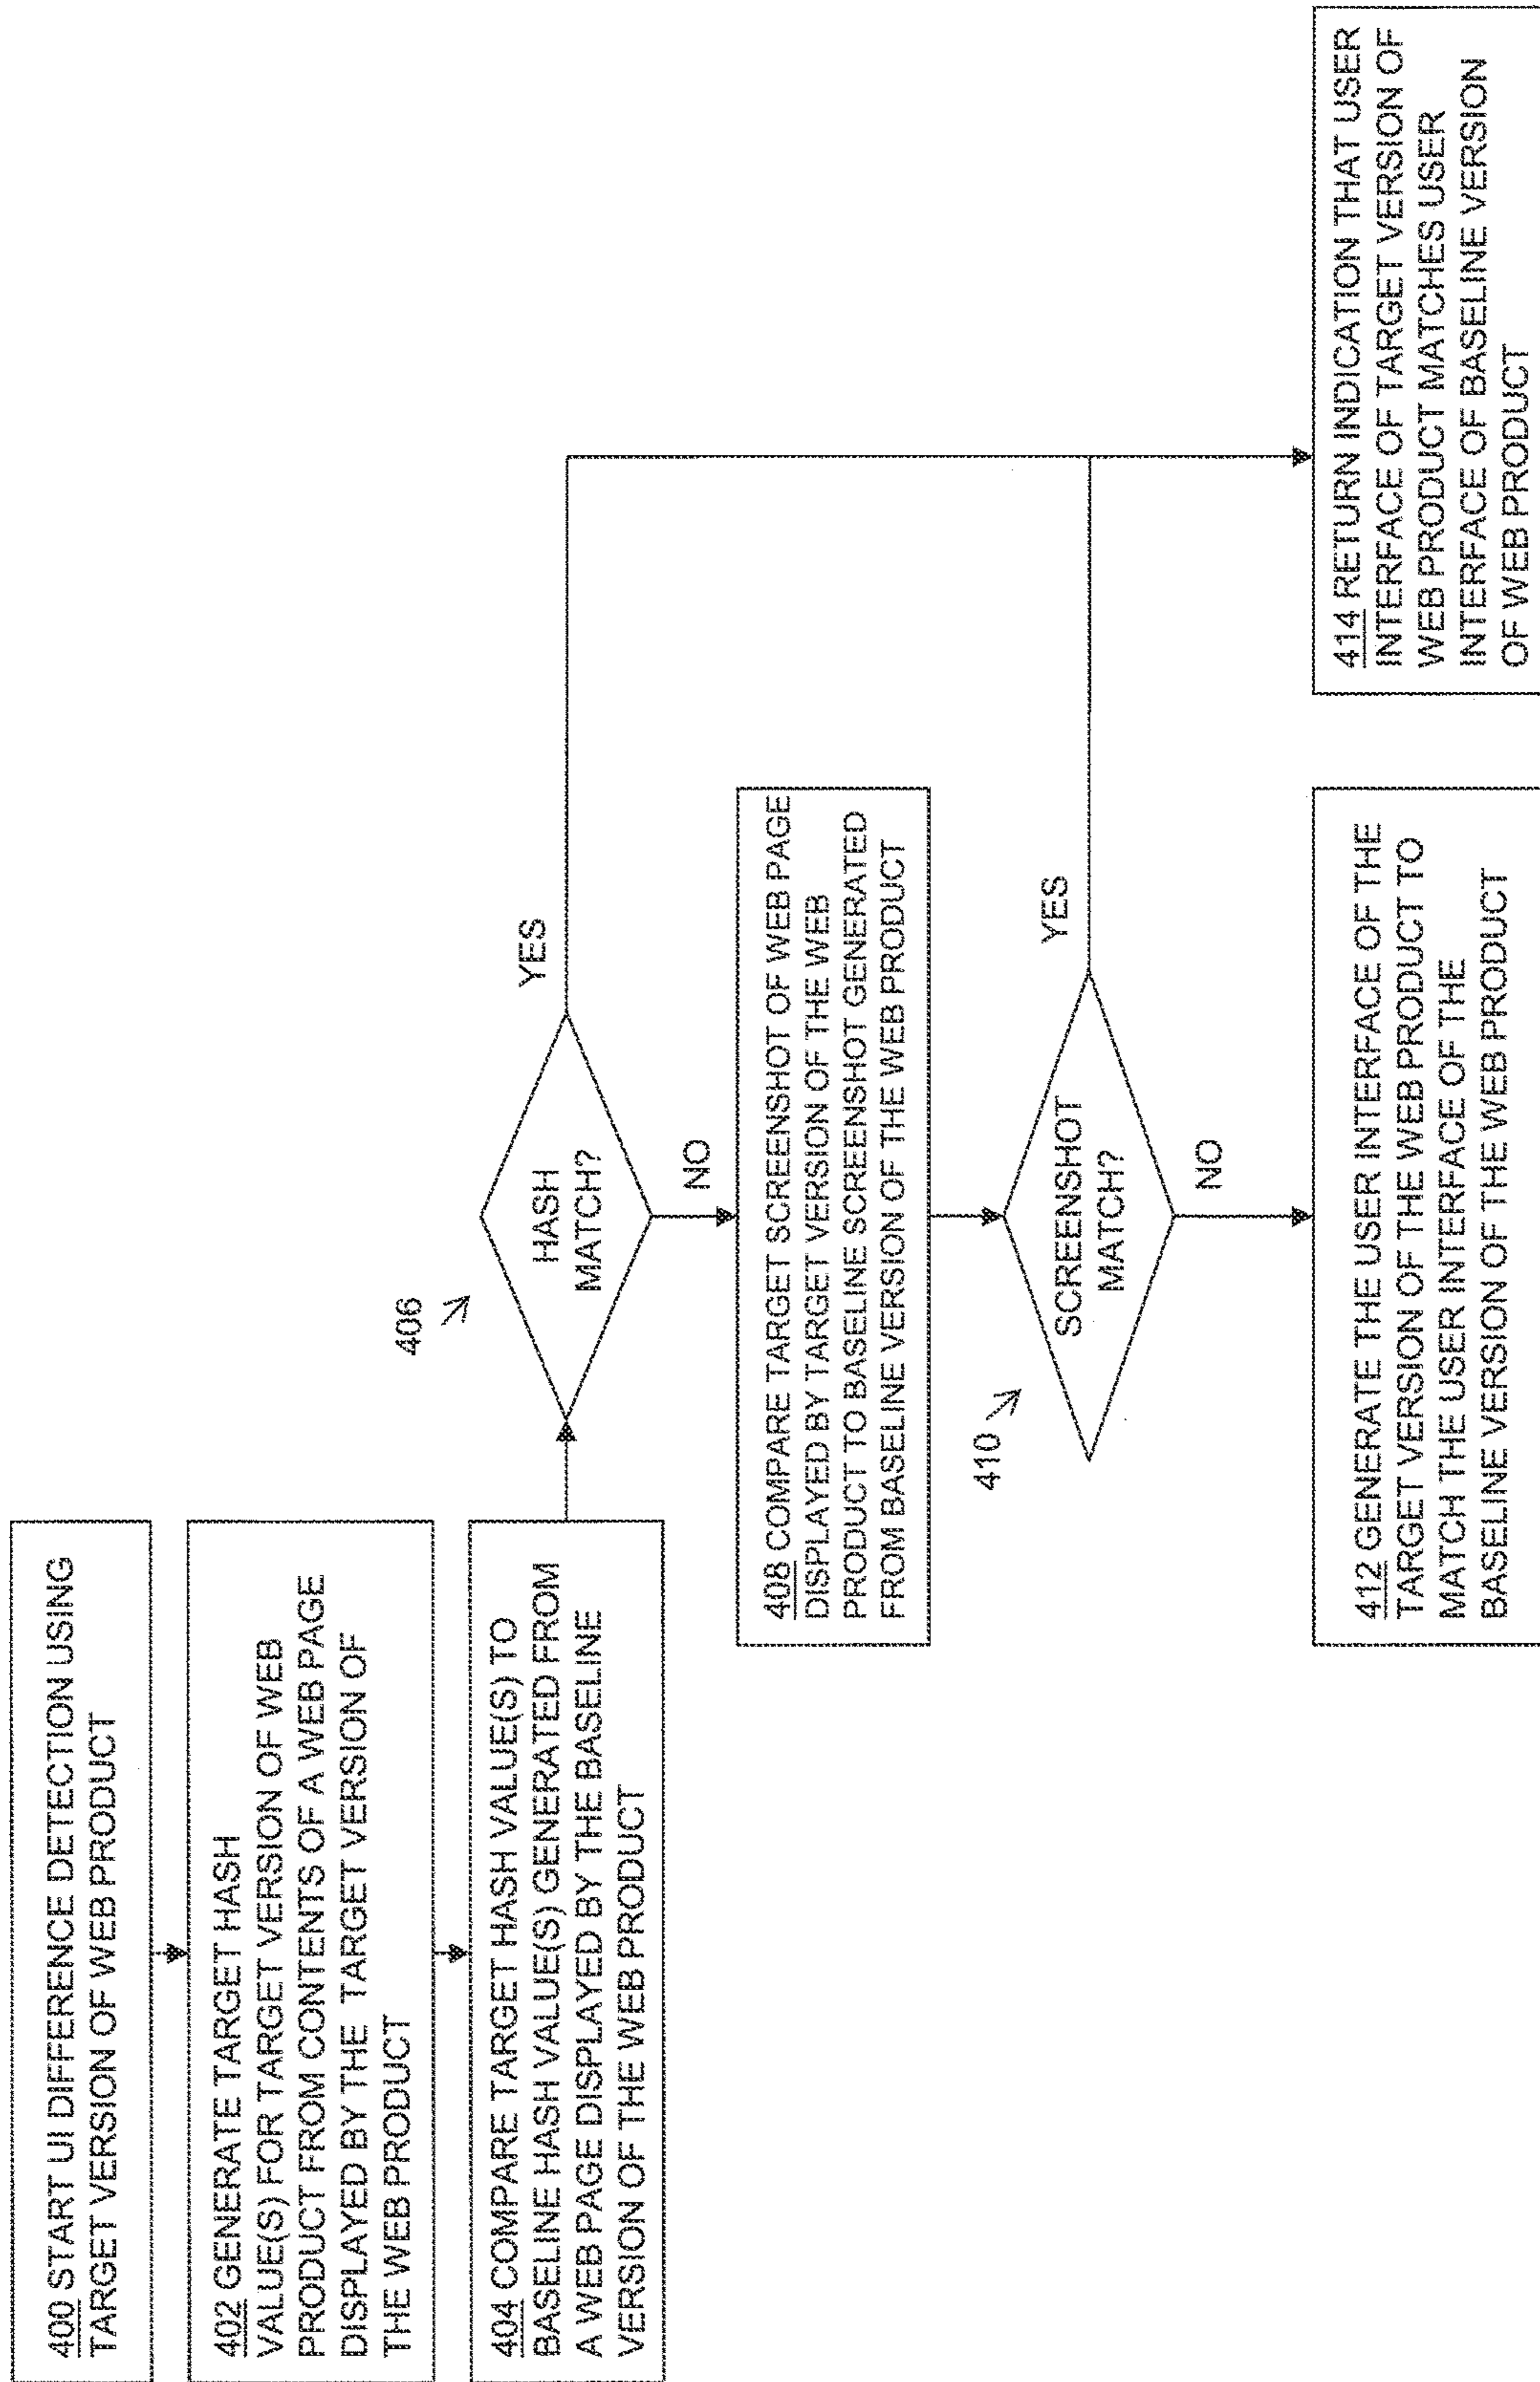 400 START UI DIFFERENCE DETECTION USING
TARGET VERSION OF WEB PRODUCT
402 GENERATE TARGET HASH
VALUE(S) FOR TARGET VERSION OF WEB
PRODUCT FROM CONTENTS OF A WEB PAGE
DISPLAYED BY THE TARGET VERSION OF
THE WEB PRODUCT
404 COMPARE TARGET HASH VALUE(S) TO
BASELINE HASH VALUE(S) GENERATED FROM
A WEB PAGE DISPLAYED BY THE BASELINE
VERSION OF THE WEB PRODUCT
406
HASH
MATCH?
YES
NO
408 COMPARE TARGET SCREENSHOT OF WEB PAGE
DISPLAYED BY TARGET VERSION OF THE WEB
PRODUCT TO BASELINE SCREENSHOT GENERATED
FROM BASELINE VERSION OF THE WEB PRODUCT
410
SCREENSHOT
MATCH?
YES
NO
412 GENERATE THE USER INTERFACE OF THE
TARGET VERSION OF THE WEB PRODUCT TO
MATCH THE USER INTERFACE OF THE
BASELINE VERSION OF THE WEB PRODUCT
414 RETURN INDICATION THAT USER
INTERFACE OF TARGET VERSION OF
WEB PRODUCT MATCHES USER
INTERFACE OF BASELINE VERSION
OF WEB PRODUCT